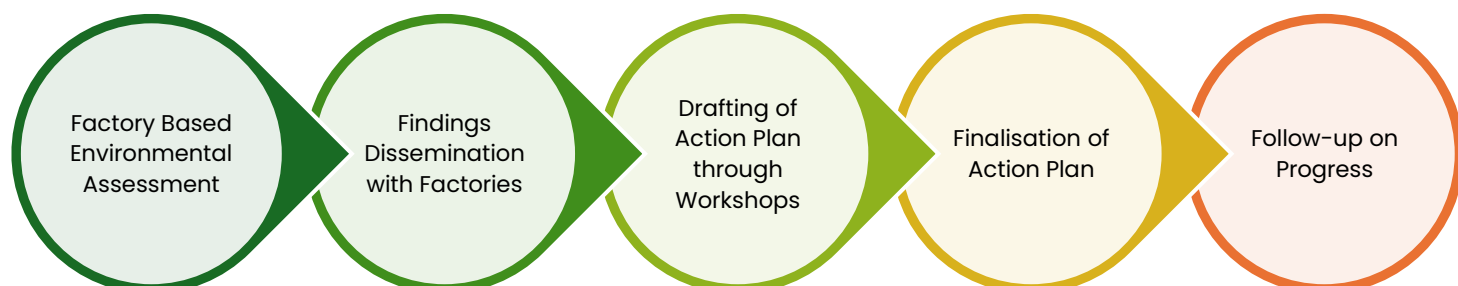 Factory Based
Environmental
Assessment
Findings
Dissemination
with Factories
Drafting of
Action Plan
through
Workshops
Finalisation of
Action Plan
Follow-up on
Progress